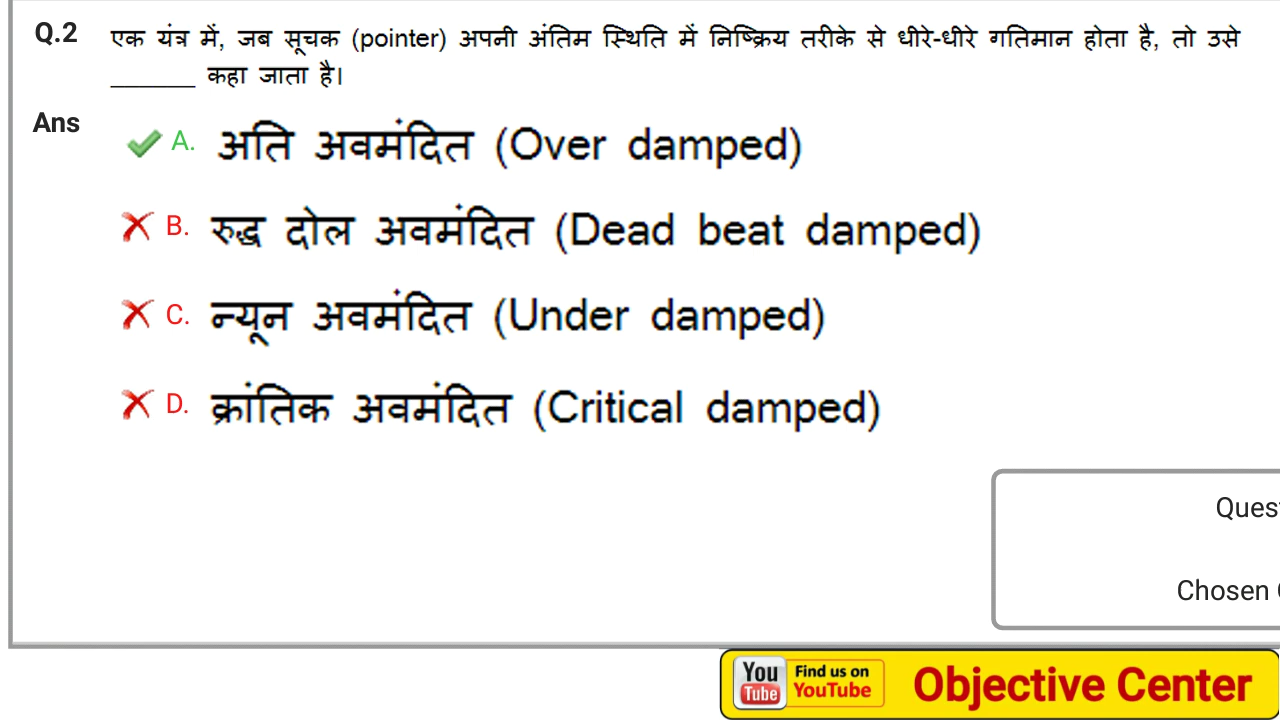 Q.2 एक यंत्र में, जब सूचक (pointer) अपनी अंतिम स्थिति में निष्क्रिय तरीके से धीरे-धीरे गतिमान होता है, तो उसे
_______ कहा जाता है।
Ans
A. अति अवमंदित (Over damped)
B. रुद्ध दोल अवमंदित (Dead beat damped)
C. न्यून अवमंदित (Under damped)
D. क्रांतिक अवमंदित (Critical damped)
Ques
Chosen
You Tube Find us on YouTube Objective Center